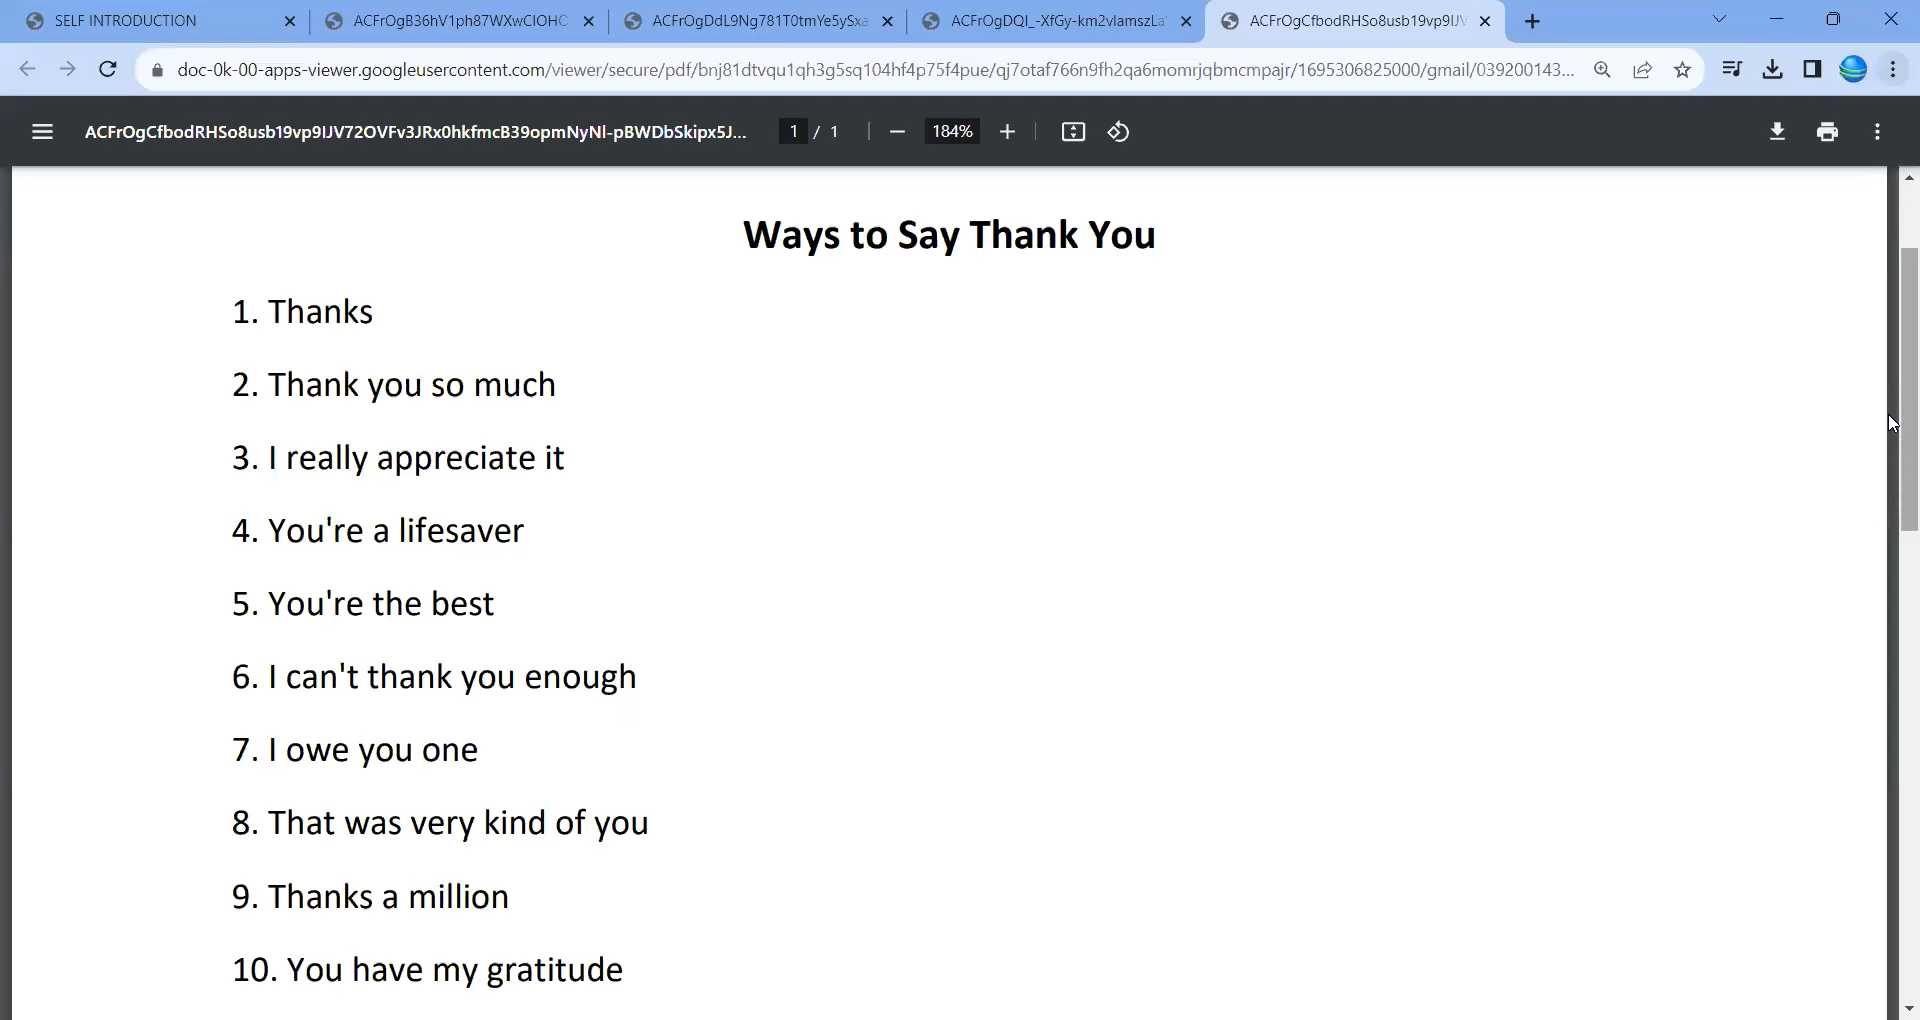 SELF INTRODUCTION
ACFrOgB36hV1ph87WXwCIOHC
ACFrOgDdL9Ng781T0tmYe5ySxa
ACFrOgDQI_-XfGy-km2vlamszLa
ACFrOgCfbodRHSo8usb19vp9IJV
doc-0k-00-apps-viewer.googleusercontent.com/viewer/secure/pdf/bnj81dtvqu1qh3g5sq104hf4p75f4pue/qj7otaf766n9fh2qa6momrjqbmcmpajr/1695306825000/gmail/039200143...
ACFrOgCfbodRHSo8usb19vp9IJV72OVFv3JRx0hkfmcB39opmNyNI-pBWDbSkipx5J... 1 / 1 184%
Ways to Say Thank You
1. Thanks
2. Thank you so much
3. I really appreciate it
4. You're a lifesaver
5. You're the best
6. I can't thank you enough
7. I owe you one
8. That was very kind of you
9. Thanks a million
10. You have my gratitude